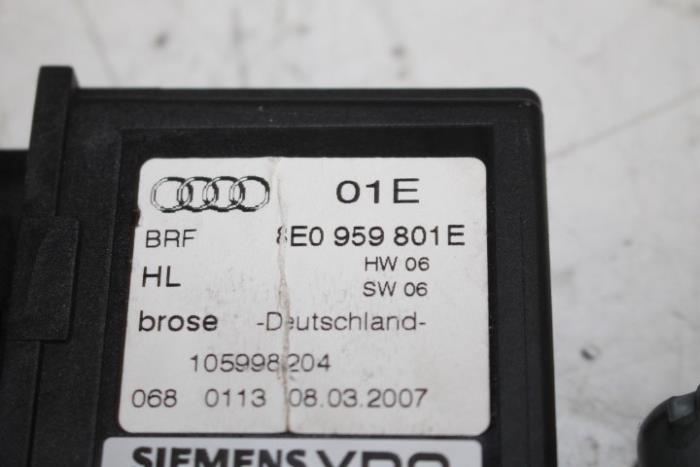 01E
BRF 8E0 959 801E
HL HW 06
SW 06
brose -Deutschland-
105998204
068 0113 08.03.2007
SIEMENS VDO